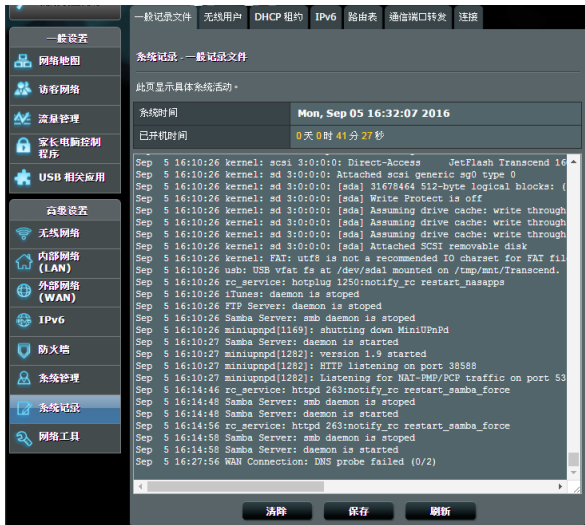 一般记录文件 无线用户 DHCP 租约 IPv6 路由表 通信端口转发 连接
一般设置
网络地图
访客网络
流量管理
家长电脑控制
程序
USB 相关应用
高级设置
无线网络
内部网络
(LAN)
外部网络
(WAN)
IPv6
防火墙
系统管理
系统记录
网络工具
系统记录 - 一般记录文件
此页显示具体系统活动。
系统时间 Mon, Sep 05 16:32:07 2016
已开机时间 0 天 0 时 41 分 27 秒
Sep 5 16:10:26 kernel: scsi 3:0:0:0: Direct-Access JetFlash Transcend 16
Sep 5 16:10:26 kernel: sd 3:0:0:0: Attached scsi generic sg0 type 0
Sep 5 16:10:26 kernel: sd 3:0:0:0: [sda] 31678464 512-byte logical blocks: (
Sep 5 16:10:26 kernel: sd 3:0:0:0: [sda] Write Protect is off
Sep 5 16:10:26 kernel: sd 3:0:0:0: [sda] Assuming drive cache: write through
Sep 5 16:10:26 kernel: sd 3:0:0:0: [sda] Assuming drive cache: write through
Sep 5 16:10:26 kernel: sd 3:0:0:0: [sda] Assuming drive cache: write through
Sep 5 16:10:26 kernel: sd 3:0:0:0: [sda] Attached SCSI removable disk
Sep 5 16:10:26 kernel: FAT: utf8 is not a recommended IO charset for FAT fil
Sep 5 16:10:26 usb: USB vfat fs at /dev/sda1 mounted on /tmp/mnt/Transcend.
Sep 5 16:10:26 rc_service: hotplug 1250:notify_rc restart_nasapps
Sep 5 16:10:26 iTunes: daemon is stoped
Sep 5 16:10:26 FTP Server: daemon is stoped
Sep 5 16:10:26 Samba Server: smb daemon is stoped
Sep 5 16:10:26 miniupnpd[1169]: shutting down MiniUPnPd
Sep 5 16:10:27 Samba Server: daemon is started
Sep 5 16:10:27 miniupnpd[1282]: version 1.9 started
Sep 5 16:10:27 miniupnpd[1282]: HTTP listening on port 38588
Sep 5 16:10:27 miniupnpd[1282]: Listening for NAT-PMP/PCP traffic on port 53
Sep 5 16:14:46 rc_service: httpd 263:notify_rc restart_samba_force
Sep 5 16:14:48 Samba Server: smb daemon is stoped
Sep 5 16:14:48 Samba Server: daemon is started
Sep 5 16:14:56 rc_service: httpd 263:notify_rc restart_samba_force
Sep 5 16:14:58 Samba Server: smb daemon is stoped
Sep 5 16:14:58 Samba Server: daemon is started
Sep 5 16:27:56 WAN Connection: DNS probe failed (0/2)
清除 保存 刷新